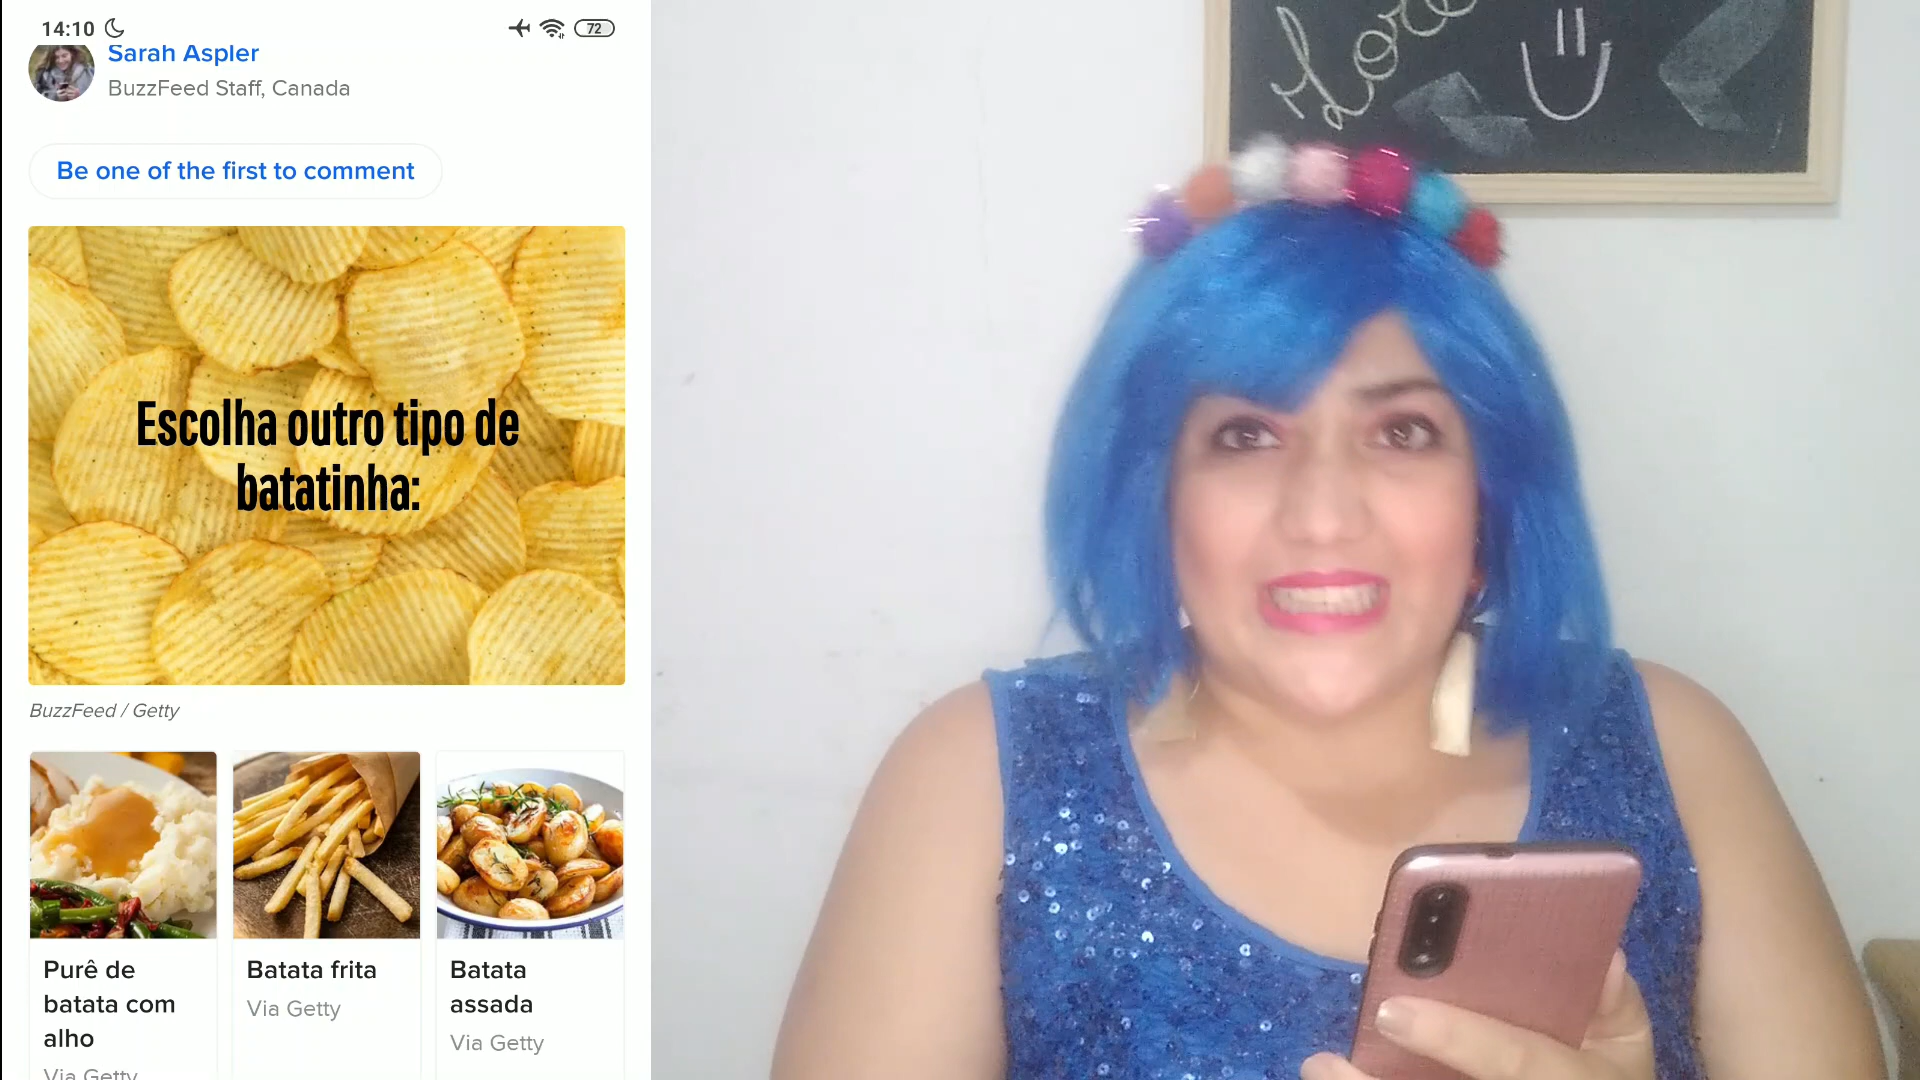 14:10
72
Sarah Aspler
BuzzFeed Staff, Canada
Be one of the first to comment
Escolha outro tipo de
batatinha:
BuzzFeed / Getty
Purê de
batata com
alho
Via Getty
Batata frita
Via Getty
Batata
assada
Via Getty
Love